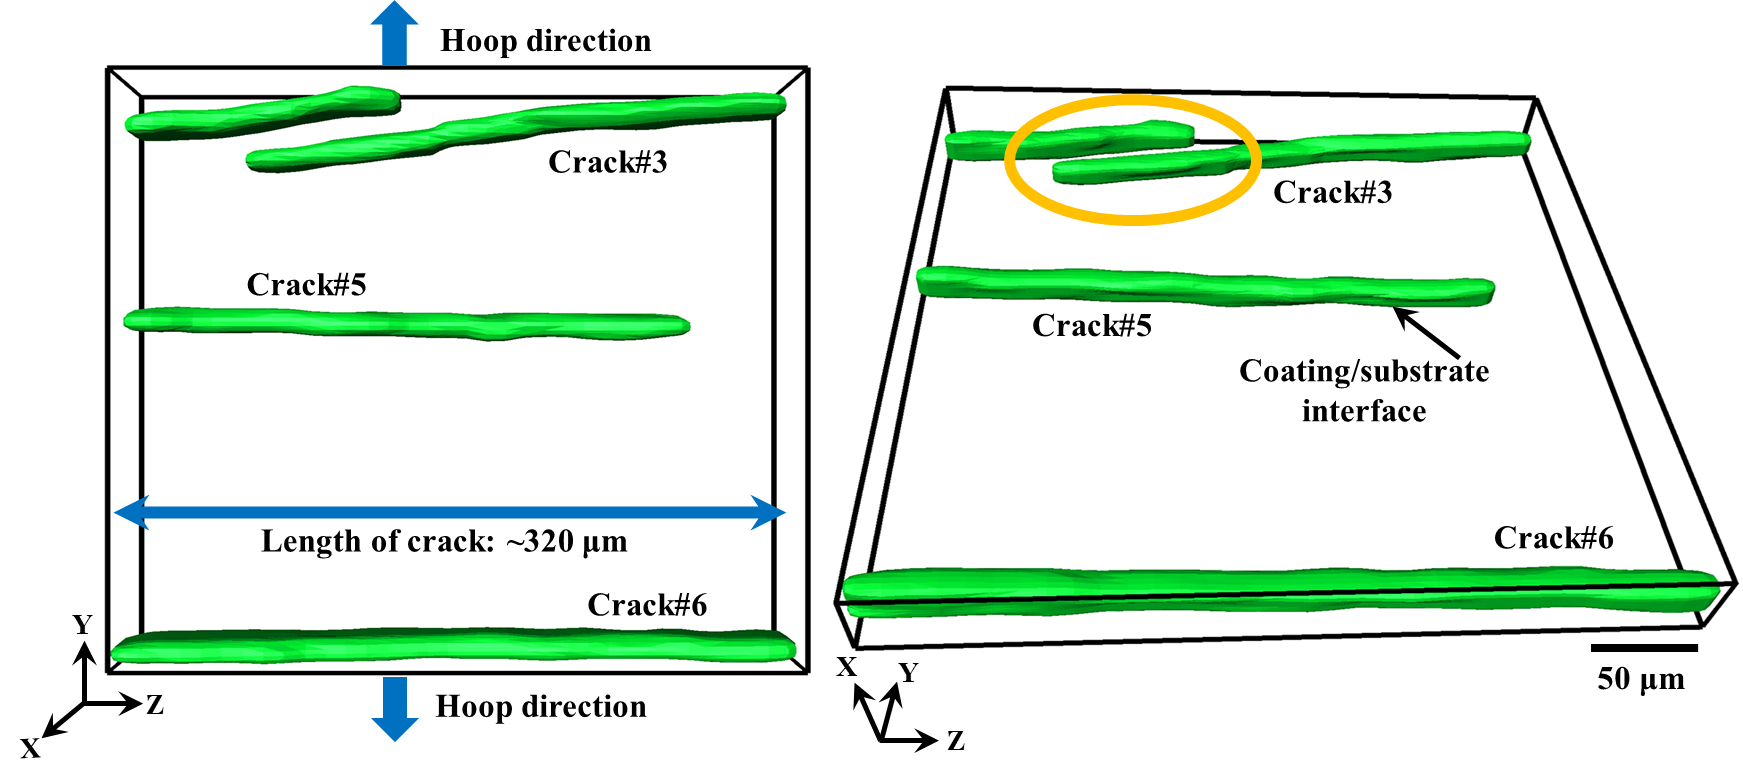 Hoop direction
Crack#3
Crack#5
Length of crack: ~320 μm
Crack#6
Y
Z
X
Hoop direction
Crack#3
Crack#5
Coating/substrate
interface
Crack#6
50 μm
X
Y
Z